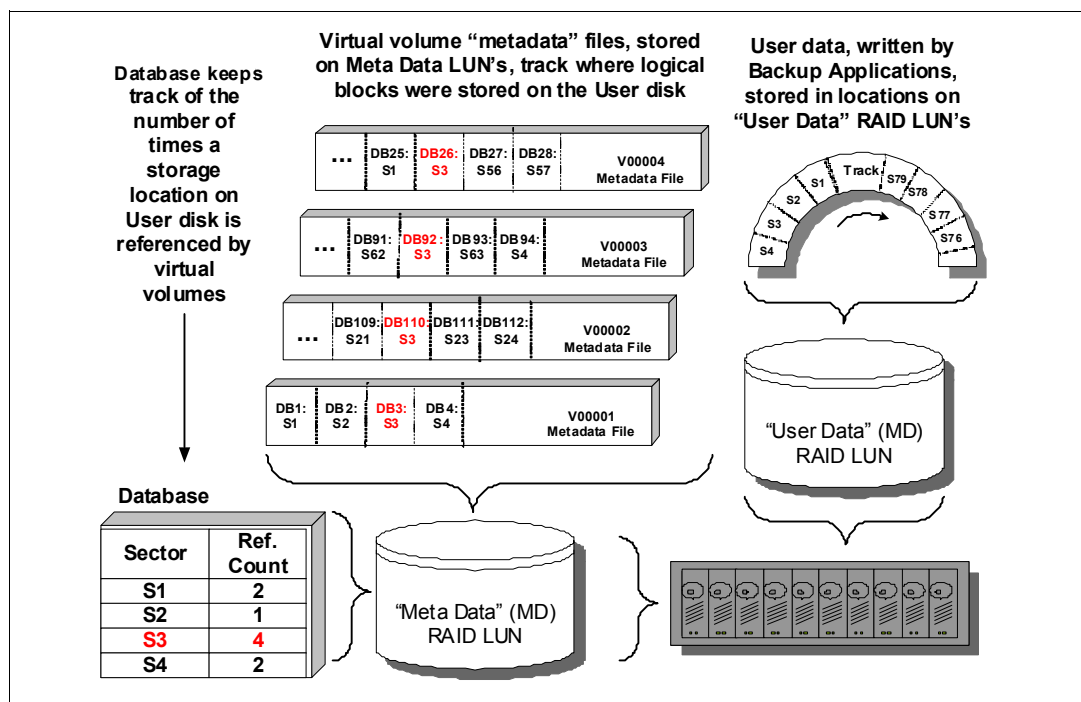 Database keeps
track of the
number of
times a
storage
location on
User disk is
referenced by
virtual
volumes
Virtual volume “metadata” files, stored
on Meta Data LUN’s, track where logical
blocks were stored on the User disk
User data, written by
Backup Applications,
stored in locations on
“User Data” RAID LUN’s
... DB25: DB26: DB27: DB28:
S1 S3 S56 S57
V00004
Metadata File
... DB91: DB92: DB93: DB94:
S62 S3 S63 S4
V00003
Metadata File
... DB109: DB110: DB111: DB112:
S21 S3 S23 S24
V00002
Metadata File
DB1: DB2: DB3: DB4:
S1 S2 S3 S4
V00001
Metadata File
S4
S3
S2
S1
Track
S79
S78
S77
S76
“User Data” (MD)
RAID LUN
Database
Sector Ref. Count
S1 2
S2 1
S3 4
S4 2
“Meta Data” (MD)
RAID LUN